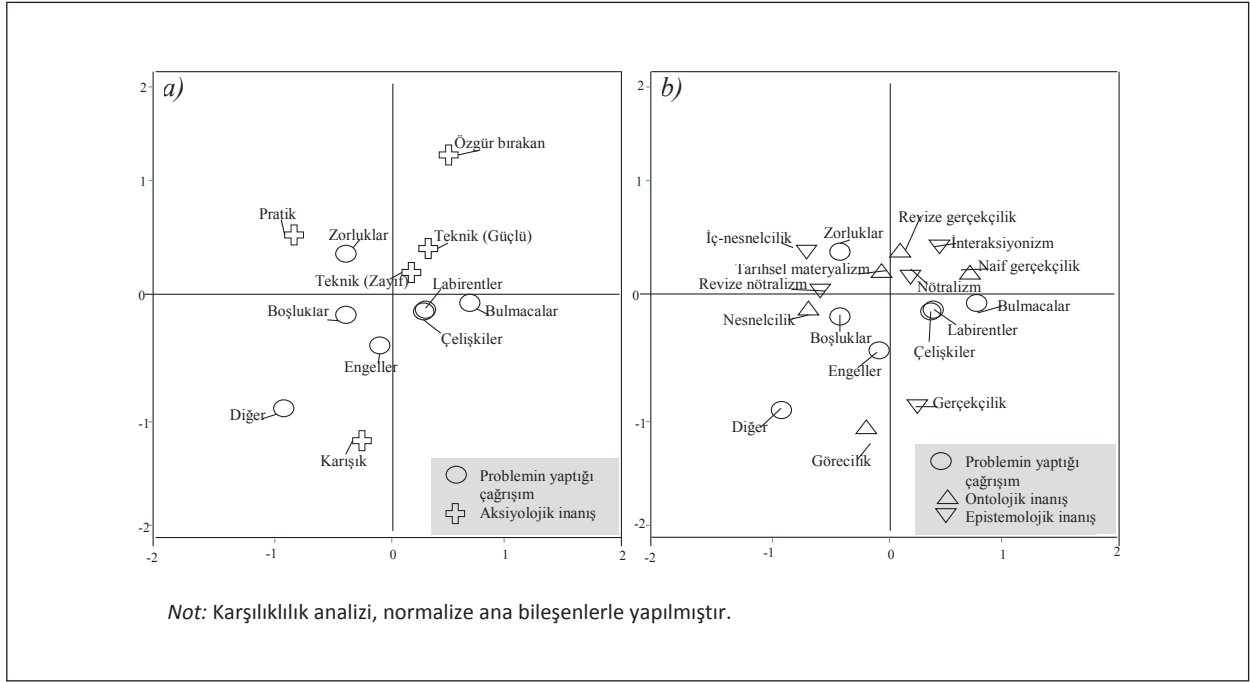 a)
2
Özgür bırakan
1
Pratik
Zorluklar
Teknik (Güçlü)
Teknik (Zayıf)
Labirentler
0
Boşluklar
Bulmacalar
Çelişkiler
Engeller
Diğer
-1
Karışık
Problemin yaptığı
çağrışım
Aksiyolojik inanış
-2
-2
-1
0
1
2
b)
2
1
Revize gerçekçilik
İç-nesnelcilik
Zorluklar
İnteraksiyonizm
Tarihsel materyalizm
Naif gerçekçilik
Revize nötralizm
Nötralizm
0
Nesnelcilik
Bulmacalar
Boşluklar
Labirentler
Çelişkiler
Engeller
Gerçekçilik
Diğer
-1
Görecilik
Problemin yaptığı
çağrışım
Ontolojik inanış
Epistemolojik inanış
-2
-2
-1
0
1
2
Not: Karşılıklılık analizi, normalize ana bileşenlerle yapılmıştır.